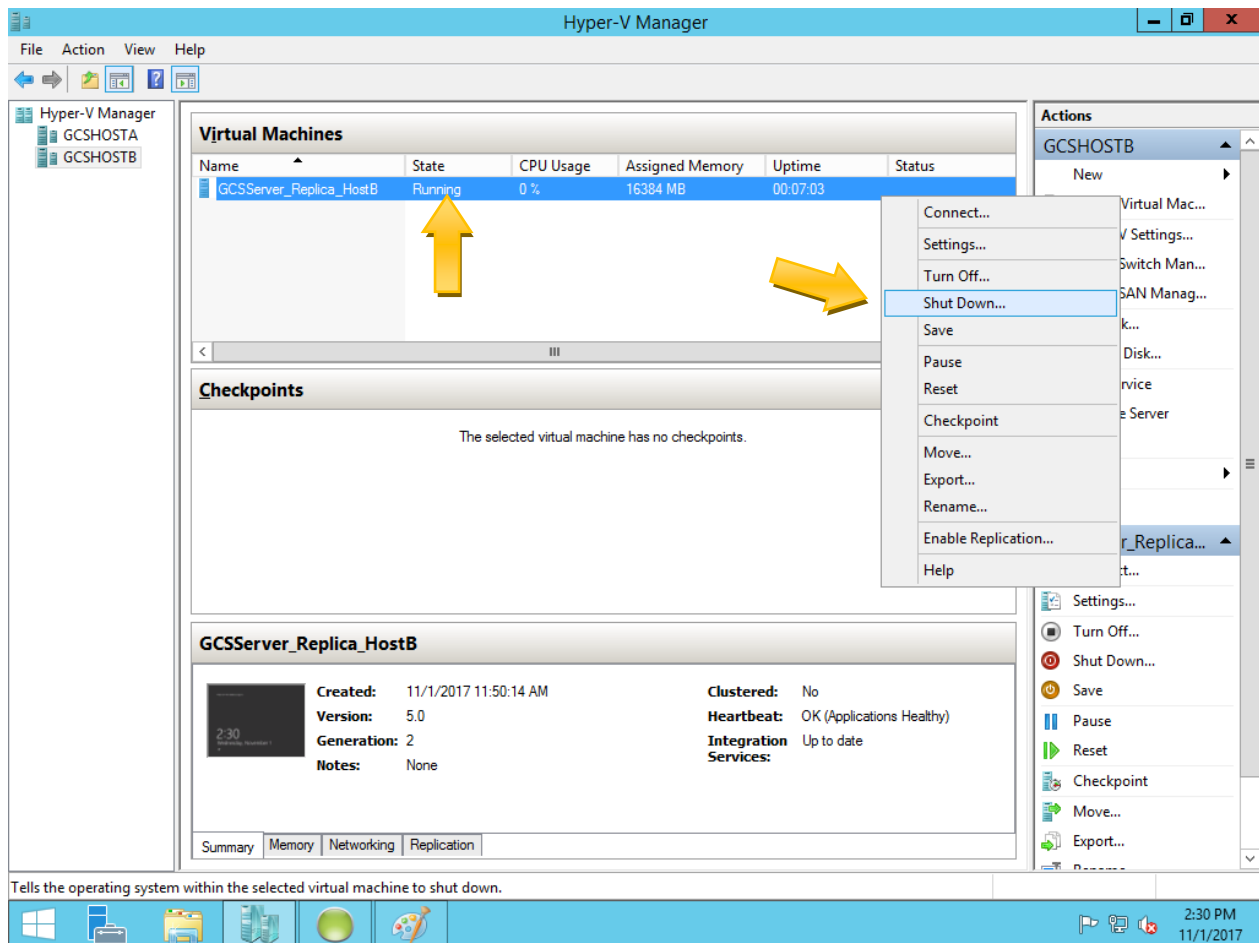 Hyper-V Manager
File Action View Help
Hyper-V Manager
GCSHOSTA
GCSHOSTB
Virtual Machines
Name State CPU Usage Assigned Memory Uptime Status
GCSServer_Replica_HostB Running 0 % 16384 MB 00:07:03
Connect...
Settings...
Turn Off...
Shut Down...
Save
Pause
Reset
Checkpoint
Move...
Export...
Rename...
Enable Replication...
Help
Checkpoints
The selected virtual machine has no checkpoints.
GCSServer_Replica_HostB
Created: 11/1/2017 11:50:14 AM
Version: 5.0
Generation: 2
Notes: None
Clustered: No
Heartbeat: OK (Applications Healthy)
Integration Services: Up to date
2:30
Summary Memory Networking Replication
Actions
GCSHOSTB
New
Virtual Mac...
V Settings...
Switch Man...
SAN Manag...
k...
Disk...
rvice
e Server
r_Replica...
ct...
Settings...
Turn Off...
Shut Down...
Save
Pause
Reset
Checkpoint
Move...
Export...
Tells the operating system within the selected virtual machine to shut down.
2:30 PM
11/1/2017